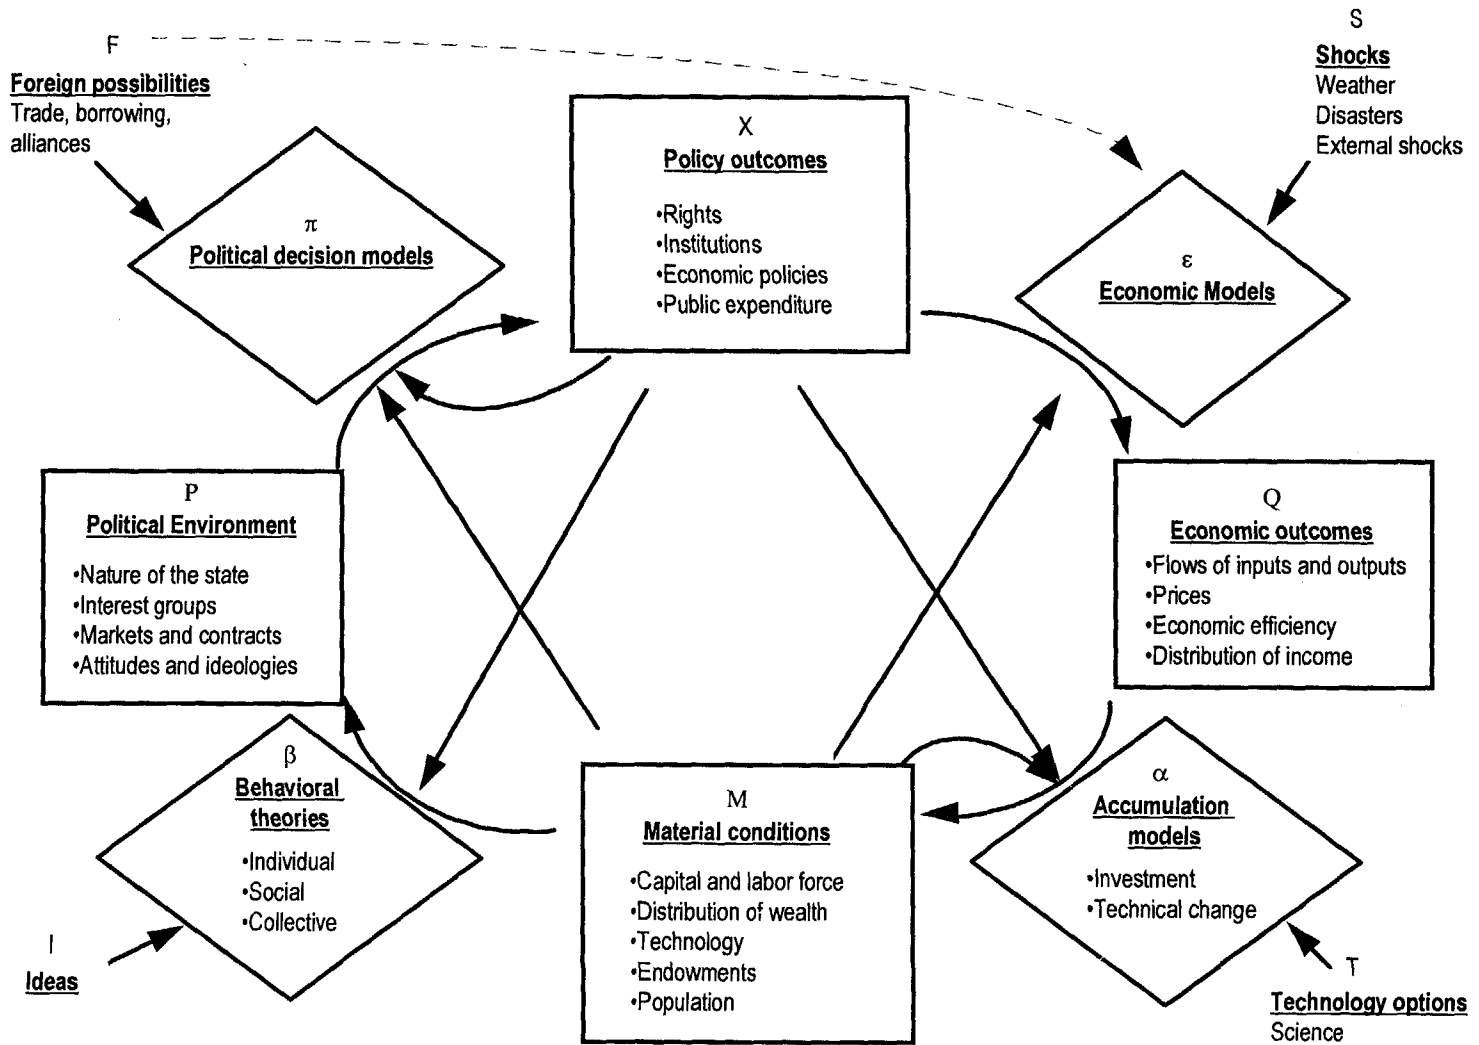 F
Foreign possibilities
Trade, borrowing,
alliances
S
Shocks
Weather
Disasters
External shocks
X
Policy outcomes
•Rights
•Institutions
•Economic policies
•Public expenditure
π
Political decision models
ε
Economic Models
P
Political Environment
•Nature of the state
•Interest groups
•Markets and contracts
•Attitudes and ideologies
Q
Economic outcomes
•Flows of inputs and outputs
•Prices
•Economic efficiency
•Distribution of income
β
Behavioral
theories
•Individual
•Social
•Collective
M
Material conditions
•Capital and labor force
•Distribution of wealth
•Technology
•Endowments
•Population
α
Accumulation
models
•Investment
•Technical change
I
Ideas
T
Technology options
Science